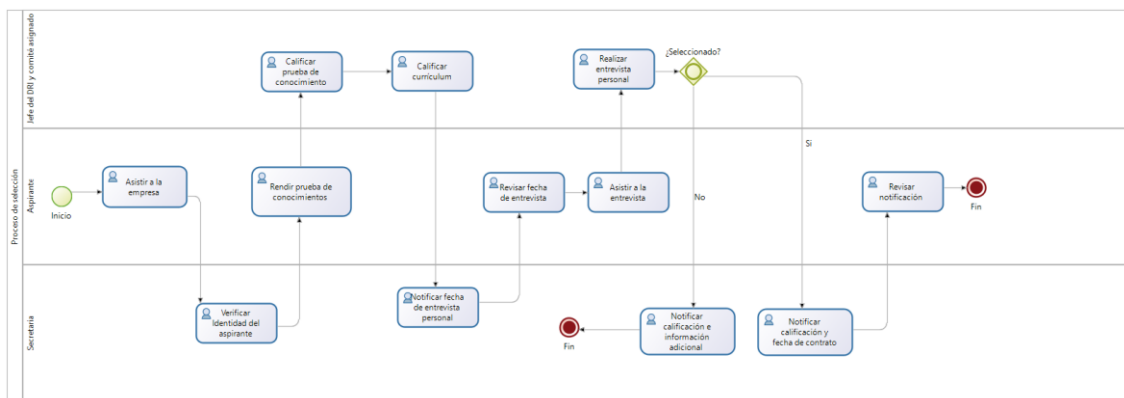 Proceso de selección
Jefe del DRI y comité asignado
Calificar
prueba de
conocimiento
Calificar
currículum
Realizar
entrevista
personal
¿Seleccionado?
Aspirante
Inicio
Asistir a la
empresa
Rendir prueba de
conocimientos
Revisar fecha
de entrevista
Asistir a la
entrevista
No
Si
Revisar
notificación
Fin
Secretaria
Verificar
Identidad del
aspirante
Notificar fecha
de entrevista
personal
Fin
Notificar
calificación e
información
adicional
Notificar
calificación y
fecha de contrato